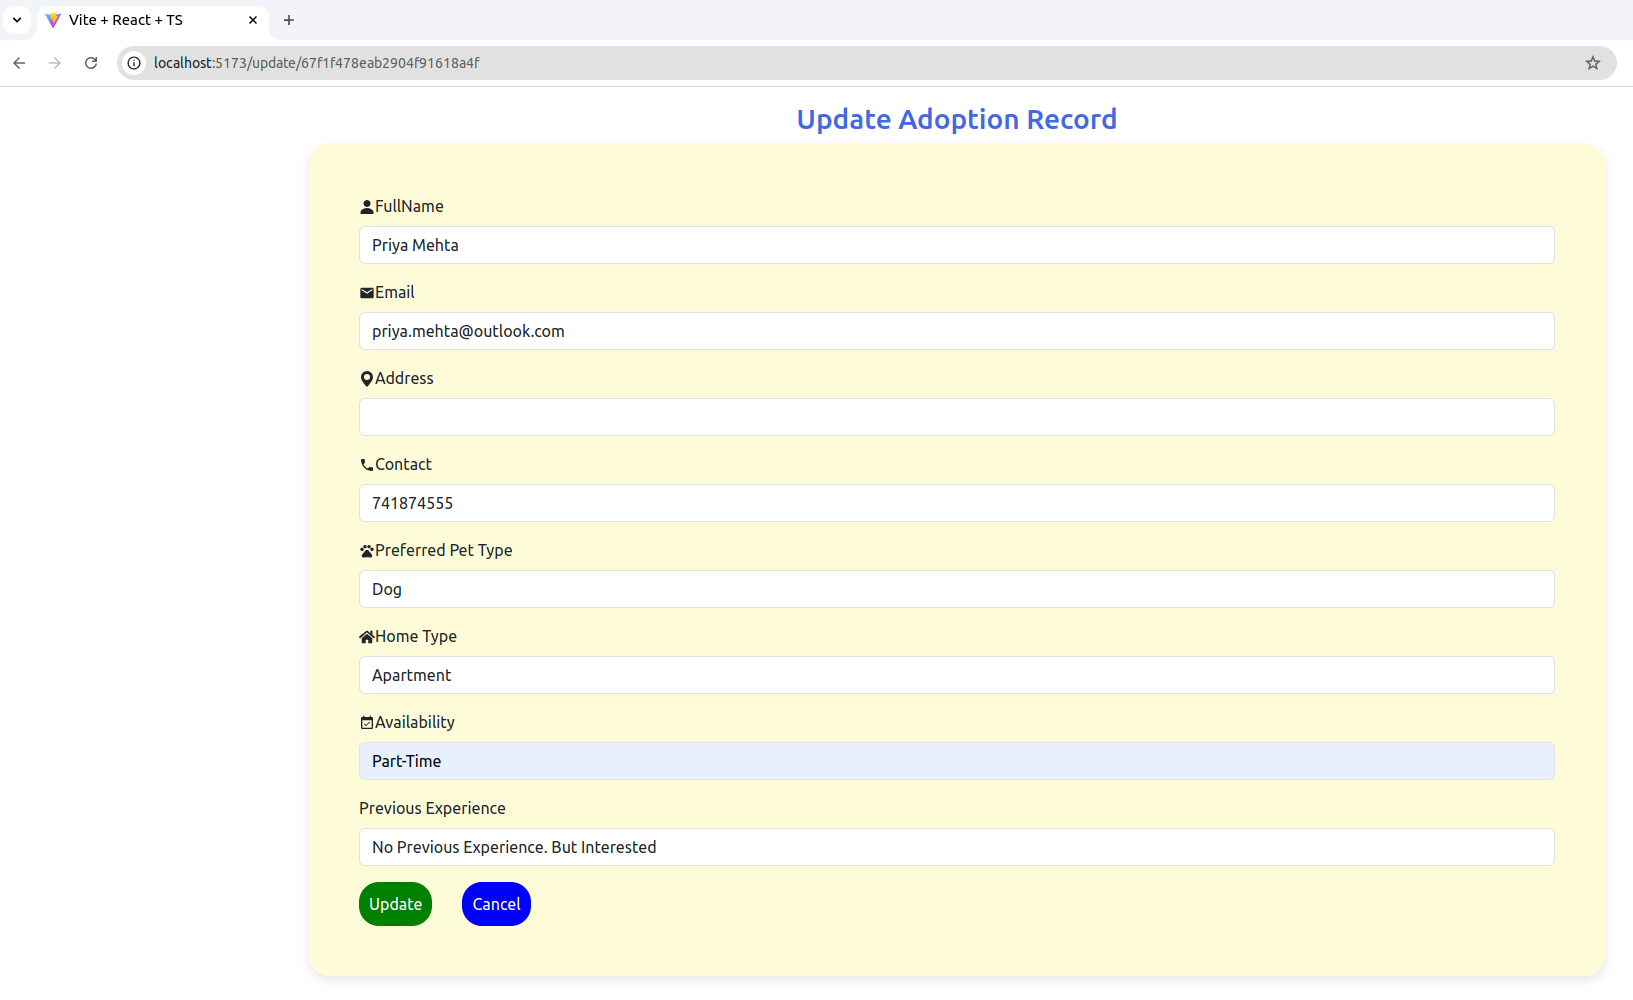 Vite + React + TS
localhost:5173/update/67f1f478eab2904f91618a4f
Update Adoption Record
FullName
Priya Mehta
Email
priya.mehta@outlook.com
Address
Contact
741874555
Preferred Pet Type
Dog
Home Type
Apartment
Availability
Part-Time
Previous Experience
No Previous Experience. But Interested
Update Cancel